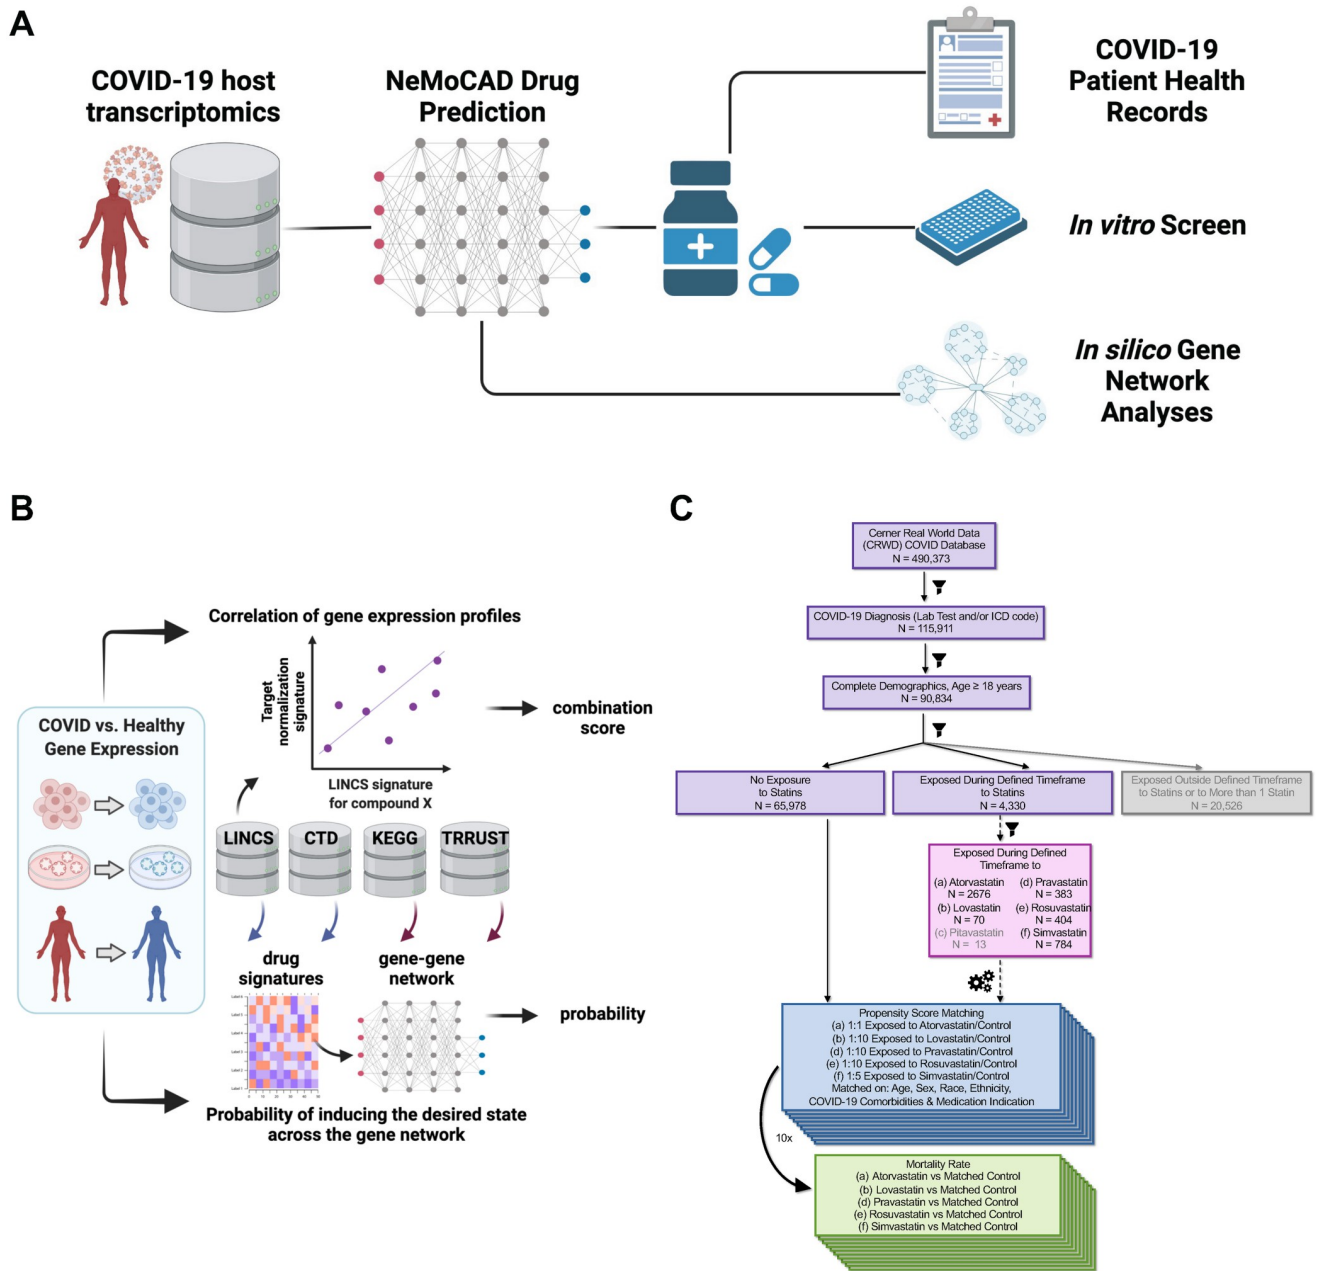 A
COVID-19 host
transcriptomics
NeMoCAD Drug
Prediction
COVID-19
Patient Health
Records
In vitro Screen
In silico Gene
Network
Analyses
B
Correlation of gene expression profiles
Target
normalization
signature
LINCS signature
for compound X
combination
score
COVID vs. Healthy
Gene Expression
LINCS
CTD
KEGG
TRRUST
drug
signatures
gene-gene
network
probability
Probability of inducing the desired state
across the gene network
C
Cerner Real World Data
(CRWD) COVID Database
N = 490,373
COVID-19 Diagnosis (Lab Test and/or ICD code)
N = 115,911
Complete Demographics, Age ≥ 18 years
N = 90,834
No Exposure
to Statins
N = 65,978
Exposed During Defined Timeframe
to Statins
N = 4,330
Exposed Outside Defined Timeframe
to Statins or to More than 1 Statin
N = 20,526
Exposed During Defined
Timeframe to
(a) Atorvastatin
N = 2676
(b) Lovastatin
N = 70
(c) Pitavastatin
N = 13
(d) Pravastatin
N = 383
(e) Rosuvastatin
N = 404
(f) Simvastatin
N = 784
Propensity Score Matching
(a) 1:1 Exposed to Atorvastatin/Control
(b) 1:10 Exposed to Lovastatin/Control
(d) 1:10 Exposed to Pravastatin/Control
(e) 1:10 Exposed to Rosuvastatin/Control
(f) 1:5 Exposed to Simvastatin/Control
Matched on: Age, Sex, Race, Ethnicity,
COVID-19 Comorbidities & Medication Indication
10x
Mortality Rate
(a) Atorvastatin vs Matched Control
(b) Lovastatin vs Matched Control
(d) Pravastatin vs Matched Control
(e) Rosuvastatin vs Matched Control
(f) Simvastatin vs Matched Control